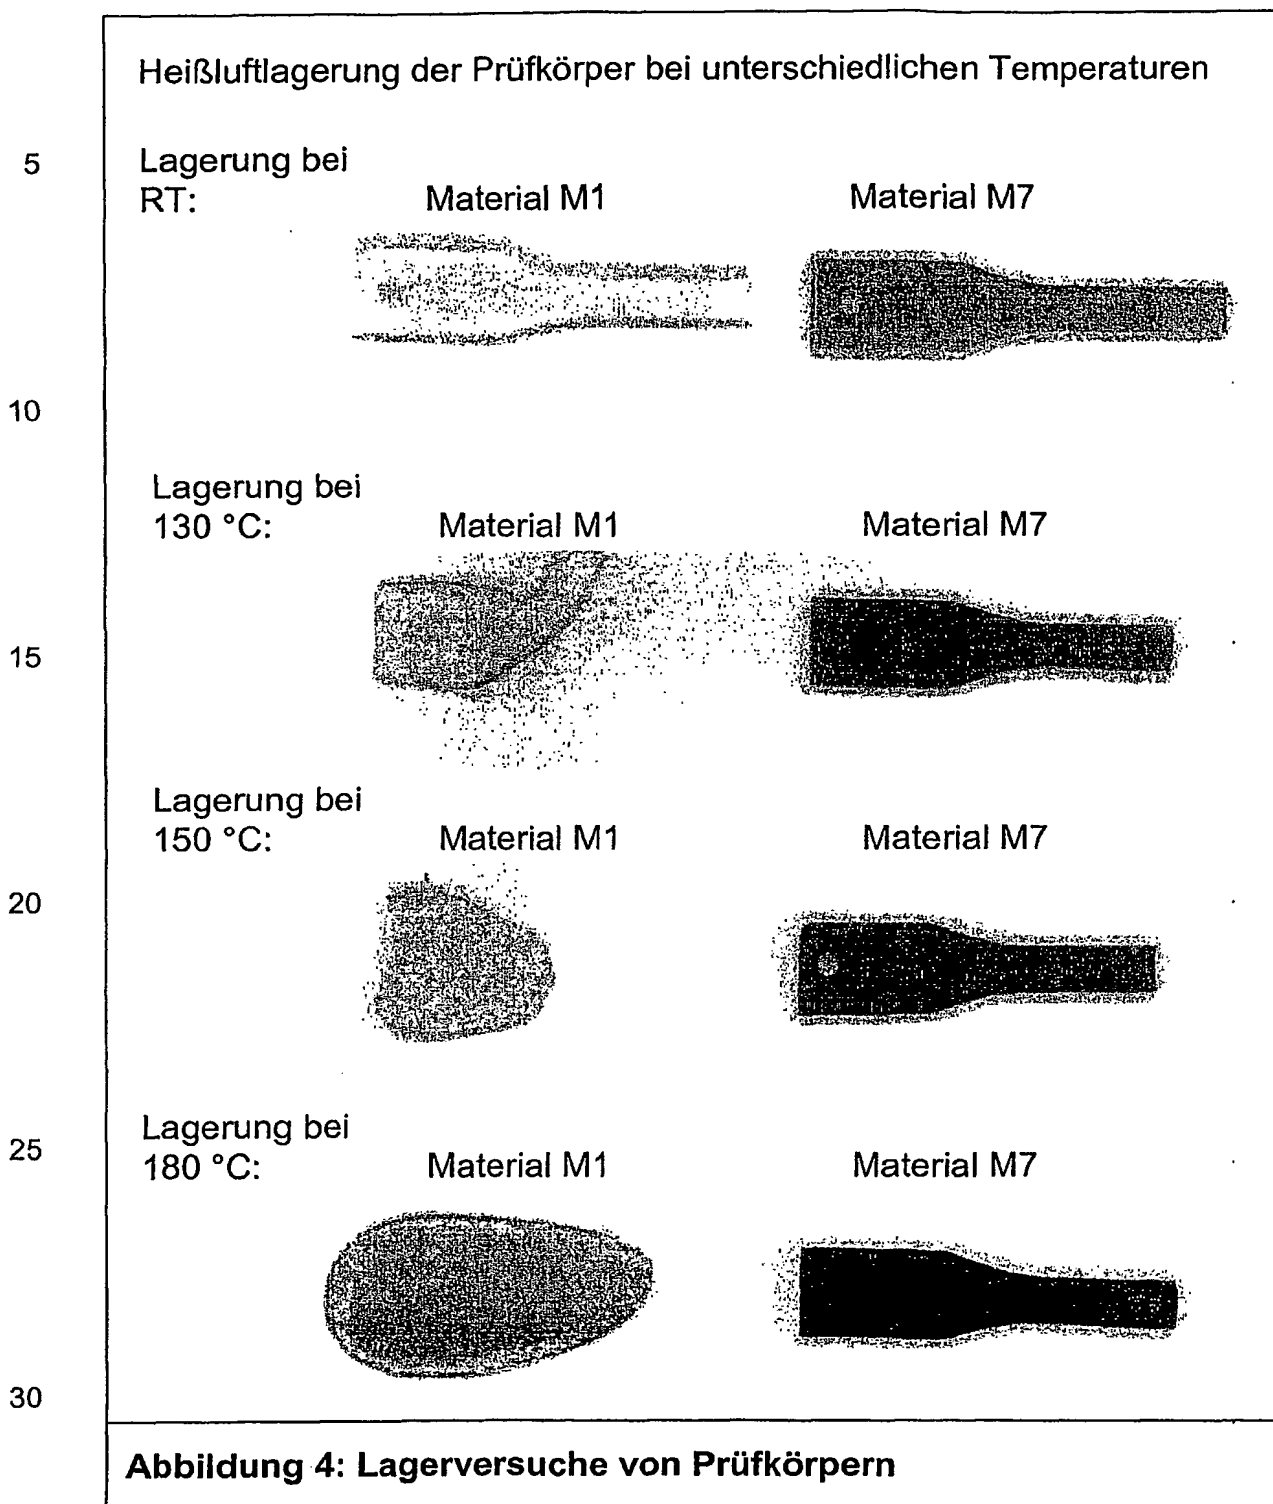 Heißluftlagerung der Prüfkörper bei unterschiedlichen Temperaturen
5 Lagerung bei
RT: Material M1 Material M7
10
Lagerung bei
130 °C: Material M1 Material M7
15
Lagerung bei
150 °C: Material M1 Material M7
20
Lagerung bei
25
180 °C: Material M1 Material M7
30
Abbildung 4: Lagerversuche von Prüfkörpern